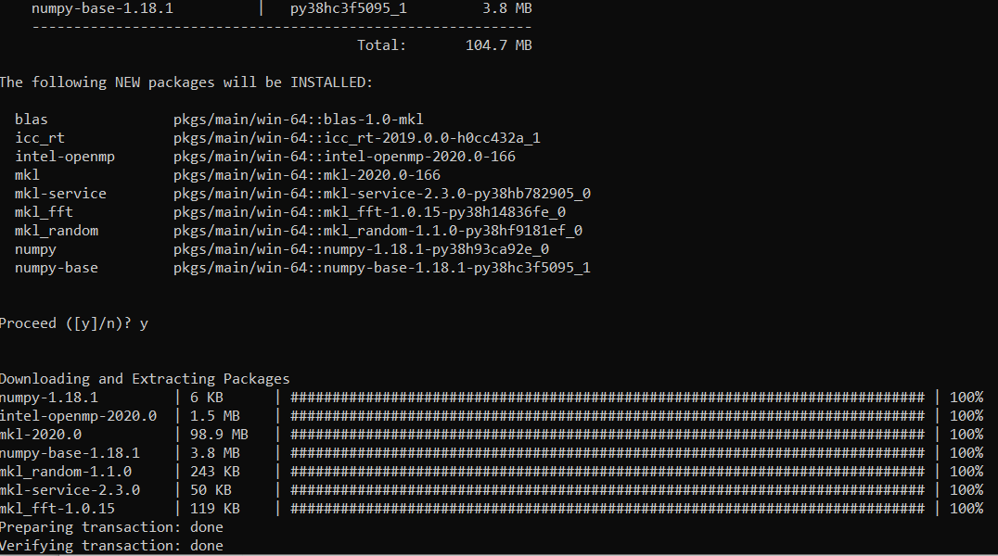 numpy-base-1.18.1 | py38hc3f5095_1 3.8 MB
------------------------------------------------------------
Total: 104.7 MB
The following NEW packages will be INSTALLED:
blas pkgs/main/win-64::blas-1.0-mkl
icc_rt pkgs/main/win-64::icc_rt-2019.0.0-h0cc432a_1
intel-openmp pkgs/main/win-64::intel-openmp-2020.0-166
mkl pkgs/main/win-64::mkl-2020.0-166
mkl-service pkgs/main/win-64::mkl-service-2.3.0-py38hb782905_0
mkl_fft pkgs/main/win-64::mkl_fft-1.0.15-py38h14836fe_0
mkl_random pkgs/main/win-64::mkl_random-1.1.0-py38hf9181ef_0
numpy pkgs/main/win-64::numpy-1.18.1-py38h93ca92e_0
numpy-base pkgs/main/win-64::numpy-base-1.18.1-py38hc3f5095_1
Proceed ([y]/n)? y
Downloading and Extracting Packages
numpy-1.18.1 | 6 KB | ############################################################################ | 100%
intel-openmp-2020.0 | 1.5 MB | ############################################################################ | 100%
mkl-2020.0 | 98.9 MB | ############################################################################ | 100%
numpy-base-1.18.1 | 3.8 MB | ############################################################################ | 100%
mkl_random-1.1.0 | 243 KB | ############################################################################ | 100%
mkl-service-2.3.0 | 50 KB | ############################################################################ | 100%
mkl_fft-1.0.15 | 119 KB | ############################################################################ | 100%
Preparing transaction: done
Verifying transaction: done